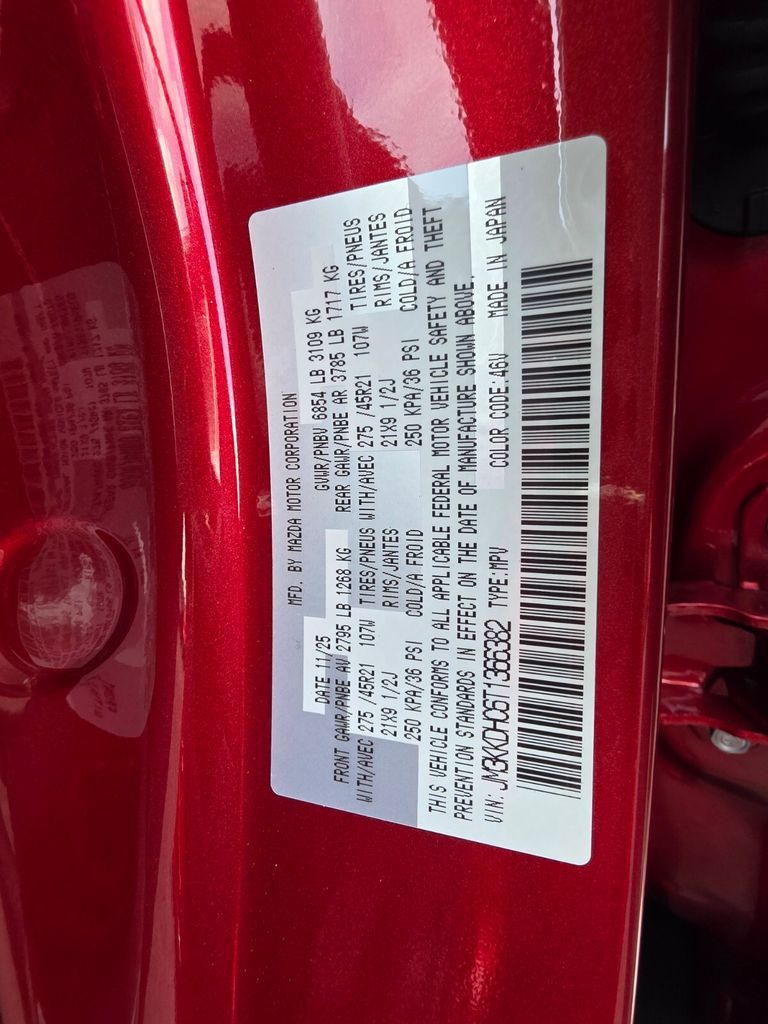 MFD. BY MAZDA MOTOR CORPORATION
DATE 11/25 GVWR/PNBV 6854 LB 3109 KG
FRONT GAWR/PNBE AV 2795 LB 1268 KG REAR GAWR/PNBE AR 3785 LB 1717 KG
WITH/AVEC 275 /45R21 107W TIRES/PNEUS WITH/AVEC 275 /45R21 107W TIRES/PNEUS
21X9 1/2J RIMS/JANTES 21X9 1/2J RIMS/JANTES
250 KPA/36 PSI COLD/A FROID 250 KPA/36 PSI COLD/A FROID
THIS VEHICLE CONFORMS TO ALL APPLICABLE FEDERAL MOTOR VEHICLE SAFETY AND THEFT
PREVENTION STANDARDS IN EFFECT ON THE DATE OF MANUFACTURE SHOWN ABOVE.
VIN: JM3KKDHC6T1366382 TYPE:MPV COLOR CODE:46V MADE IN JAPAN